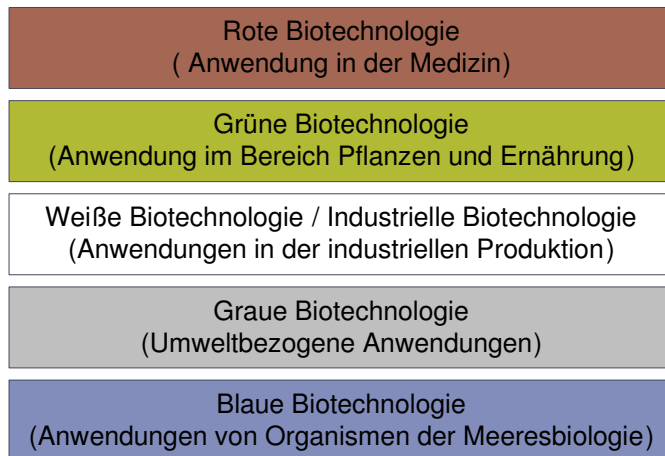 Rote Biotechnologie
( Anwendung in der Medizin)
Grüne Biotechnologie
(Anwendung im Bereich Pflanzen und Ernährung)
Weiße Biotechnologie / Industrielle Biotechnologie
(Anwendungen in der industriellen Produktion)
Graue Biotechnologie
(Umweltbezogene Anwendungen)
Blaue Biotechnologie
(Anwendungen von Organismen der Meeresbiologie)